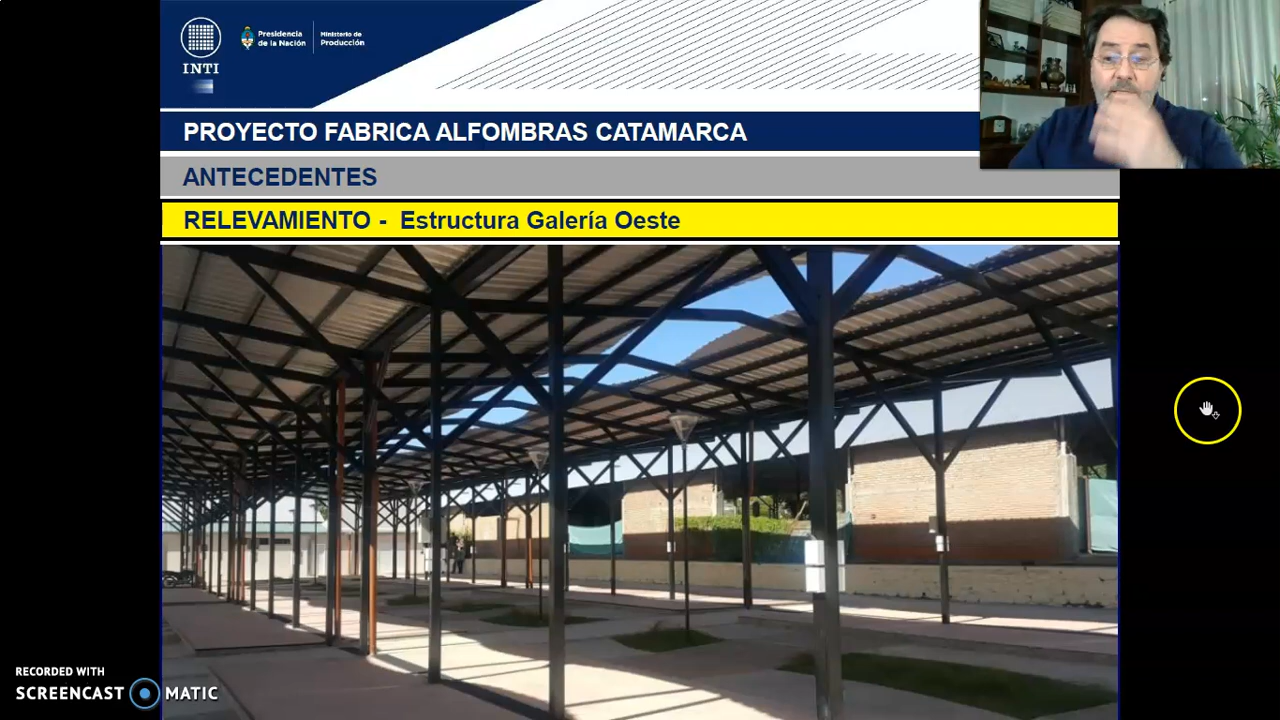 INTI
Presidencia
de la Nación
Ministerio de
Producción
PROYECTO FABRICA ALFOMBRAS CATAMARCA
ANTECEDENTES
RELEVAMIENTO - Estructura Galería Oeste
RECORDED WITH
SCREENCAST MATIC